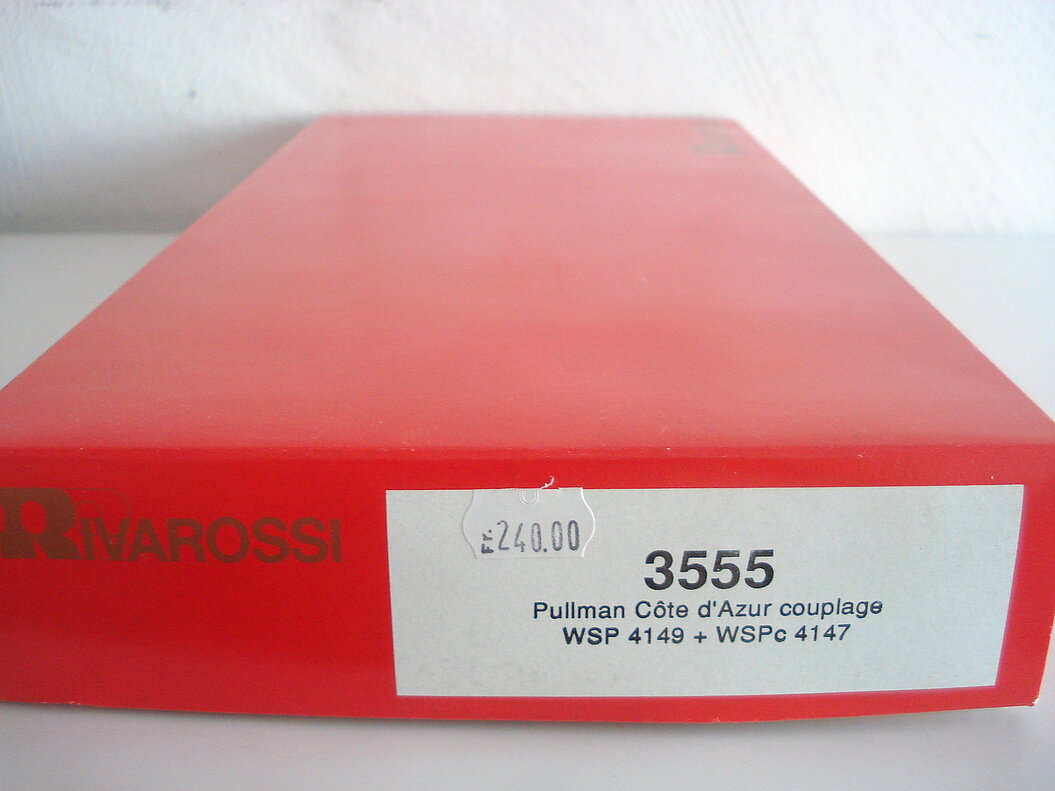 RIVAROSSI
Fr. 240.00
3555
Pullman Côte d'Azur couplage
WSP 4149 + WSPc 4147